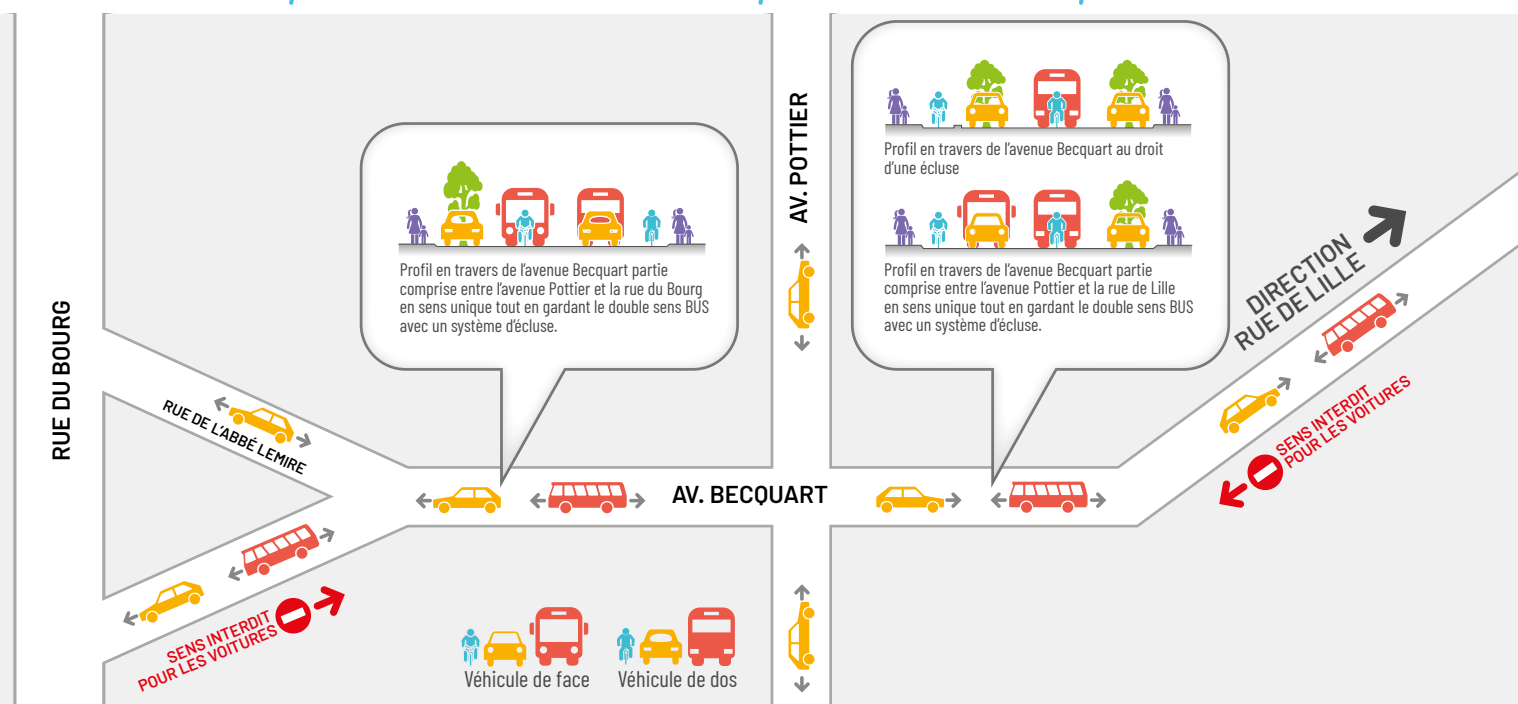 RUE DU BOURG
RUE DE L'ABBÉ LEMIRE
SENS INTERDIT
POUR LES VOITURES
Profil en travers de l'avenue Becquart partie
comprise entre l'avenue Pottier et la rue du Bourg
en sens unique tout en gardant le double sens BUS
avec un système d'écluse.
AV. POTTIER
Profil en travers de l'avenue Becquart au droit
d'une écluse
Profil en travers de l'avenue Becquart partie
comprise entre l'avenue Pottier et la rue de Lille
en sens unique tout en gardant le double sens BUS
avec un système d'écluse.
AV. BECQUART
DIRECTION
RUE DE LILLE
SENS INTERDIT
POUR LES VOITURES
Véhicule de face
Véhicule de dos